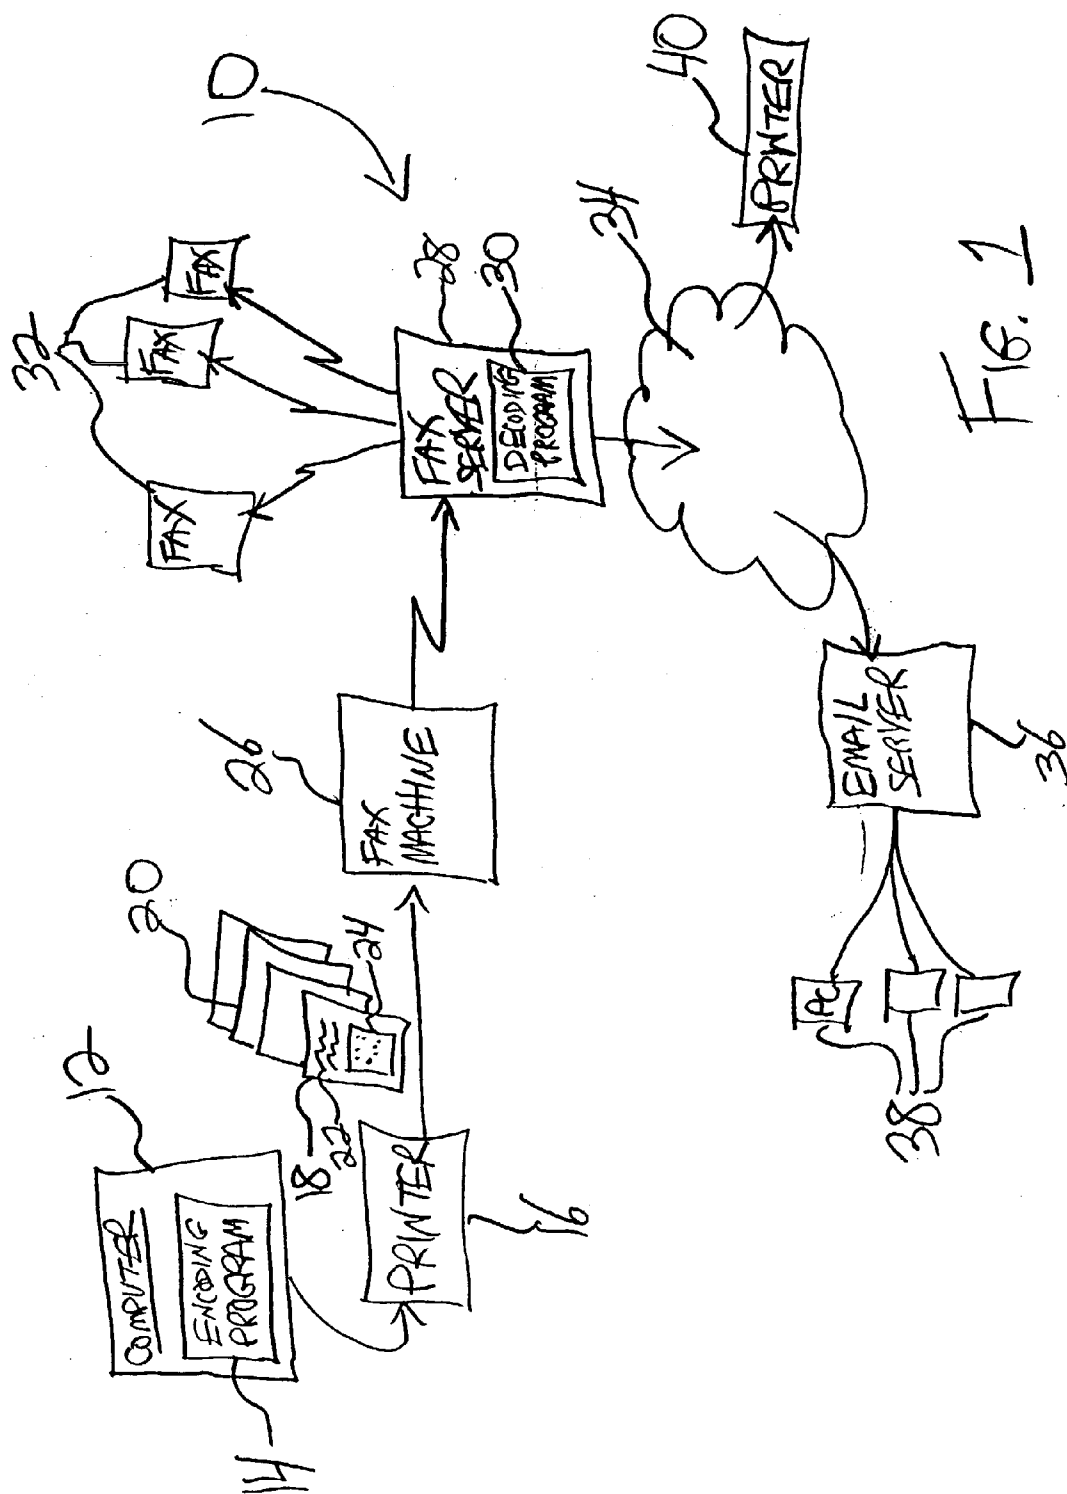 10
32
FAX
FAX
FAX
12
COMPUTER
ENCODING
PROGRAM
14
20
18
22
24
PRINTER
16
26
FAX
MACHINE
FAX
SERVER
DECODING
PROGRAM
28
30
34
40
PRINTER
EMAIL
SERVER
36
PC
38
FIG. 1